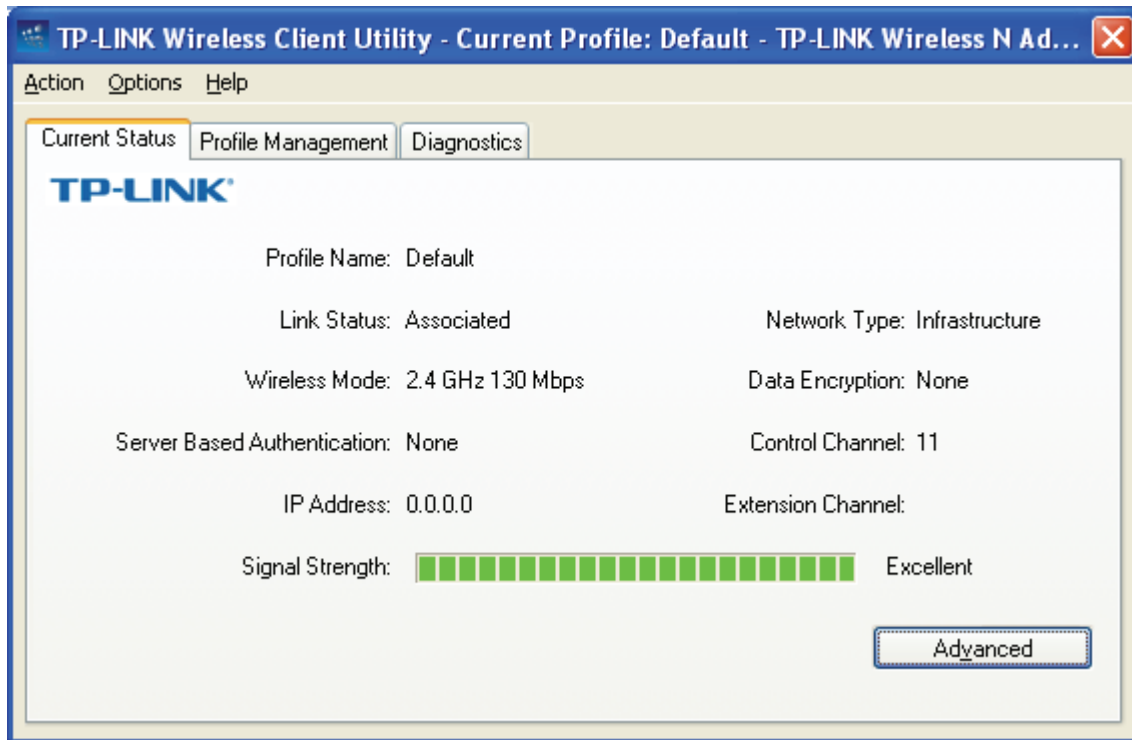 TP-LINK Wireless Client Utility - Current Profile: Default - TP-LINK Wireless N Ad...
Action Options Help
Current Status Profile Management Diagnostics
TP-LINK®
Profile Name: Default
Link Status: Associated Network Type: Infrastructure
Wireless Mode: 2.4 GHz 130 Mbps Data Encryption: None
Server Based Authentication: None Control Channel: 11
IP Address: 0.0.0.0 Extension Channel:
Signal Strength: Excellent
Advanced